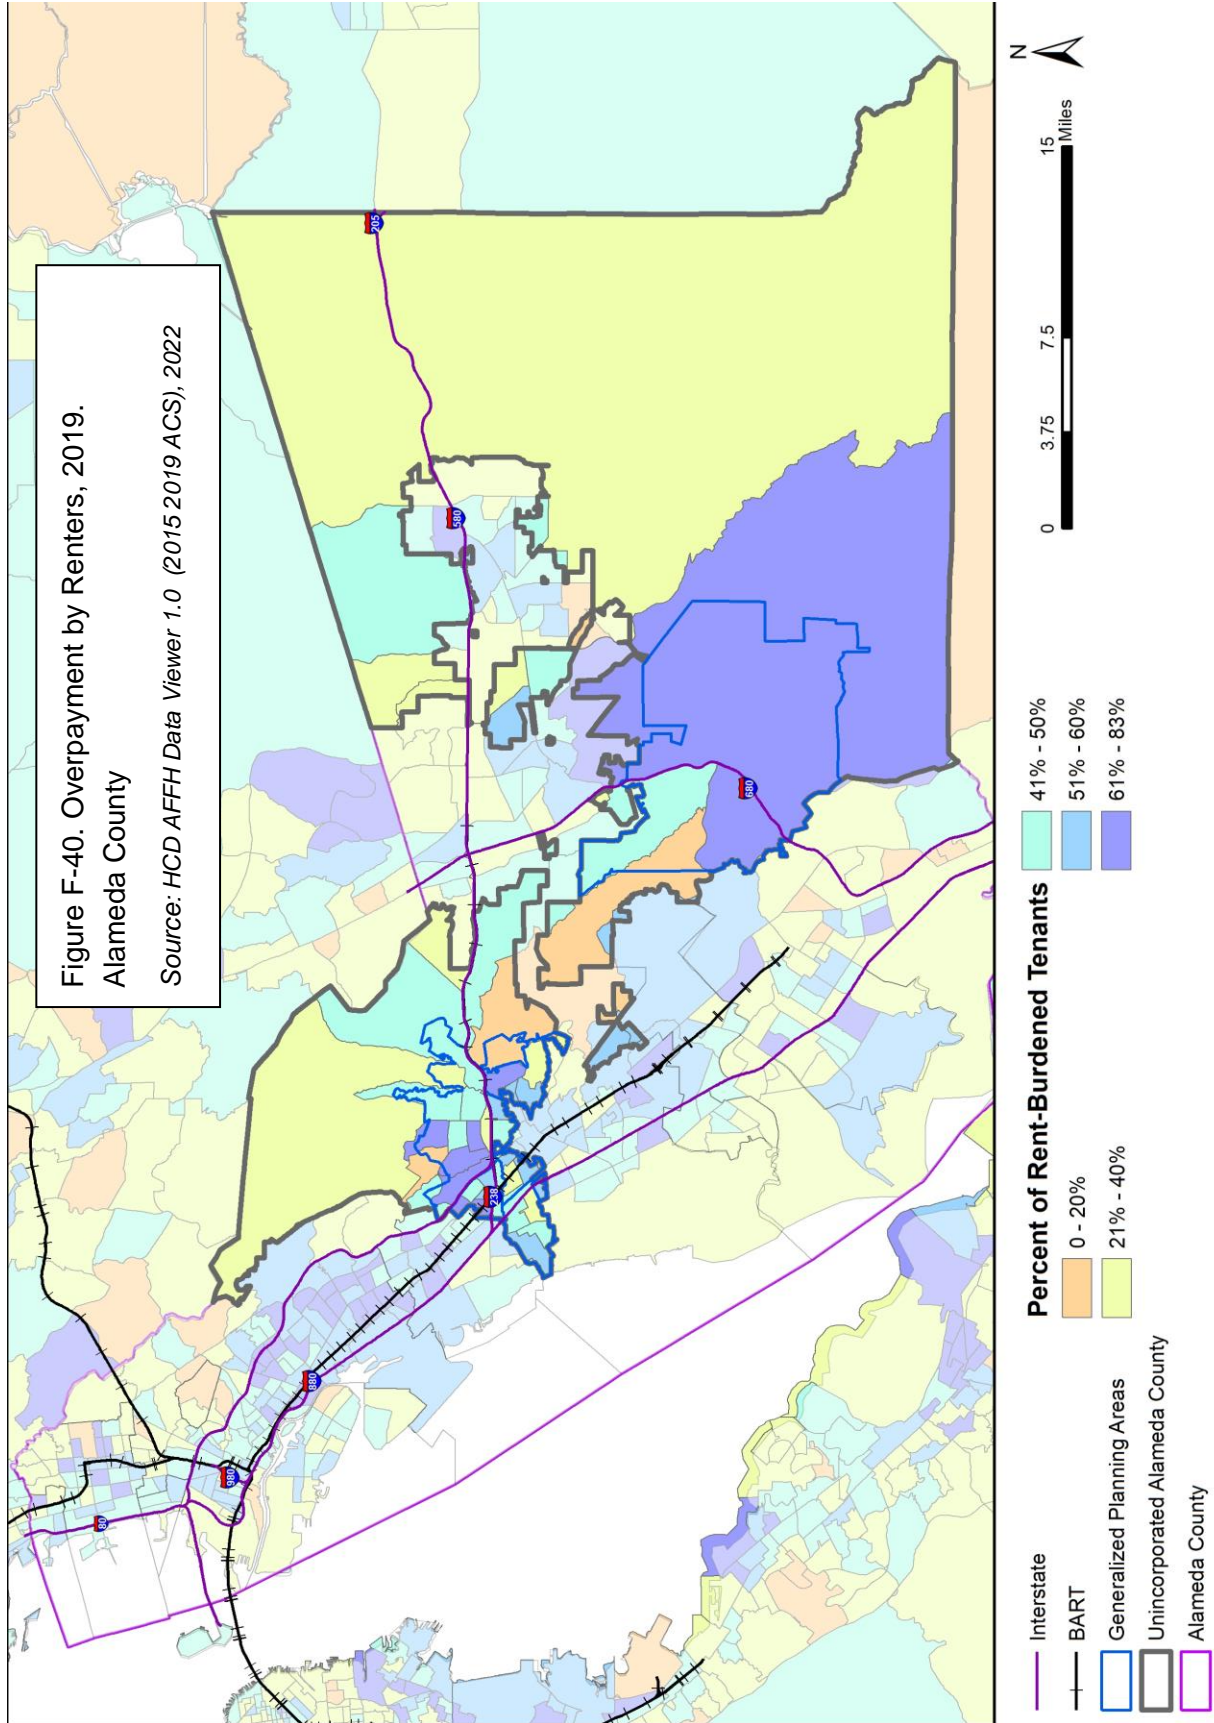 Figure F-40. Overpayment by Renters, 2019.
Alameda County
Source: HCD AFFH Data Viewer 1.0 (2015 2019 ACS), 2022
80
980
880
238
580
205
680
Interstate
BART
Generalized Planning Areas
Unincorporated Alameda County
Alameda County
Percent of Rent-Burdened Tenants
0 - 20%
21% - 40%
41% - 50%
51% - 60%
61% - 83%
0 3.75 7.5 15
Miles
N